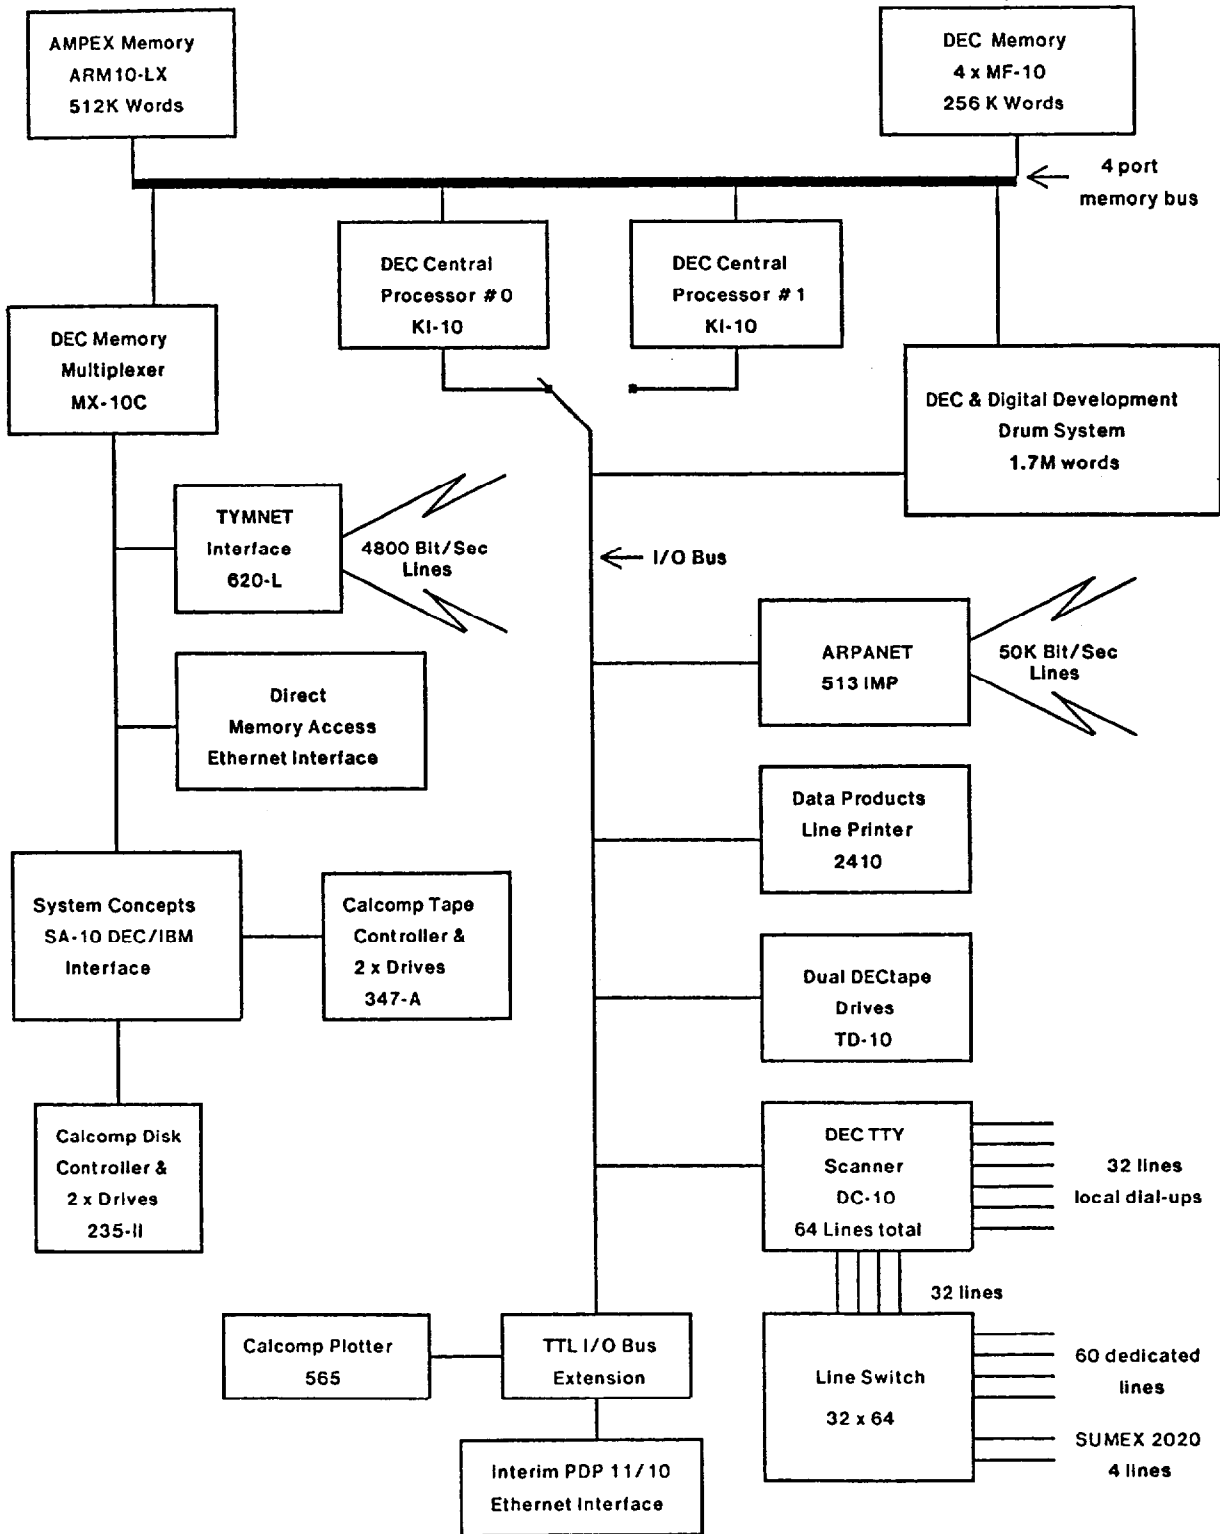 AMPEX Memory
ARM10-LX
512K Words
DEC Memory
4 x MF-10
256 K Words
4 port
memory bus
DEC Central
Processor # 0
KI-10
DEC Central
Processor # 1
KI-10
DEC Memory
Multiplexer
MX-10C
DEC & Digital Development
Drum System
1.7M words
TYMNET
Interface
620-L
4800 Bit/Sec
Lines
I/O Bus
ARPANET
513 IMP
50K Bit/Sec
Lines
Direct
Memory Access
Ethernet Interface
Data Products
Line Printer
2410
System Concepts
SA-10 DEC/IBM
Interface
Calcomp Tape
Controller &
2 x Drives
347-A
Dual DECtape
Drives
TD-10
Calcomp Disk
Controller &
2 x Drives
235-II
DEC TTY
Scanner
DC-10
64 Lines total
32 lines
local dial-ups
32 lines
Calcomp Plotter
565
TTL I/O Bus
Extension
Line Switch
32 x 64
60 dedicated
lines
SUMEX 2020
4 lines
Interim PDP 11/10
Ethernet Interface